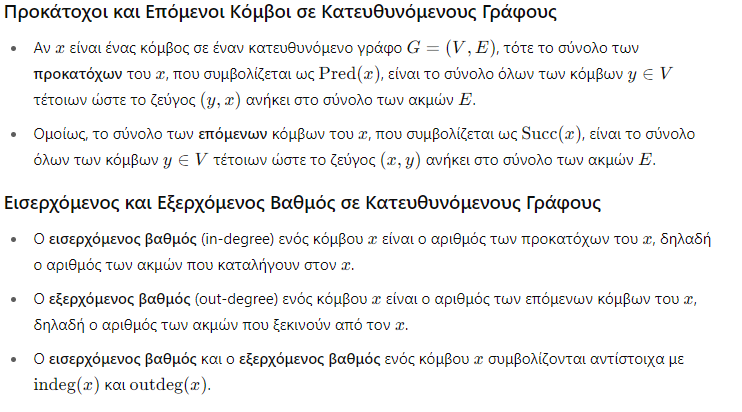 Προκάτοχοι και Επόμενοι Κόμβοι σε Κατευθυνόμενους Γράφους
• Αν x είναι ένας κόμβος σε έναν κατευθυνόμενο γράφο G = (V, E), τότε το σύνολο των
προκατόχων του x, που συμβολίζεται ως Pred(x), είναι το σύνολο όλων των κόμβων y ∈ V
τέτοιων ώστε το ζεύγος (y, x) ανήκει στο σύνολο των ακμών E.
• Ομοίως, το σύνολο των επόμενων κόμβων του x, που συμβολίζεται ως Succ(x), είναι το σύνολο
όλων των κόμβων y ∈ V τέτοιων ώστε το ζεύγος (x, y) ανήκει στο σύνολο των ακμών E.
Εισερχόμενος και Εξερχόμενος Βαθμός σε Κατευθυνόμενους Γράφους
• Ο εισερχόμενος βαθμός (in-degree) ενός κόμβου x είναι ο αριθμός των προκατόχων του x, δηλαδή
ο αριθμός των ακμών που καταλήγουν στον x.
• Ο εξερχόμενος βαθμός (out-degree) ενός κόμβου x είναι ο αριθμός των επόμενων κόμβων του x,
δηλαδή ο αριθμός των ακμών που ξεκινούν από τον x.
• Ο εισερχόμενος βαθμός και ο εξερχόμενος βαθμός ενός κόμβου x συμβολίζονται αντίστοιχα με
indeg(x) και outdeg(x).